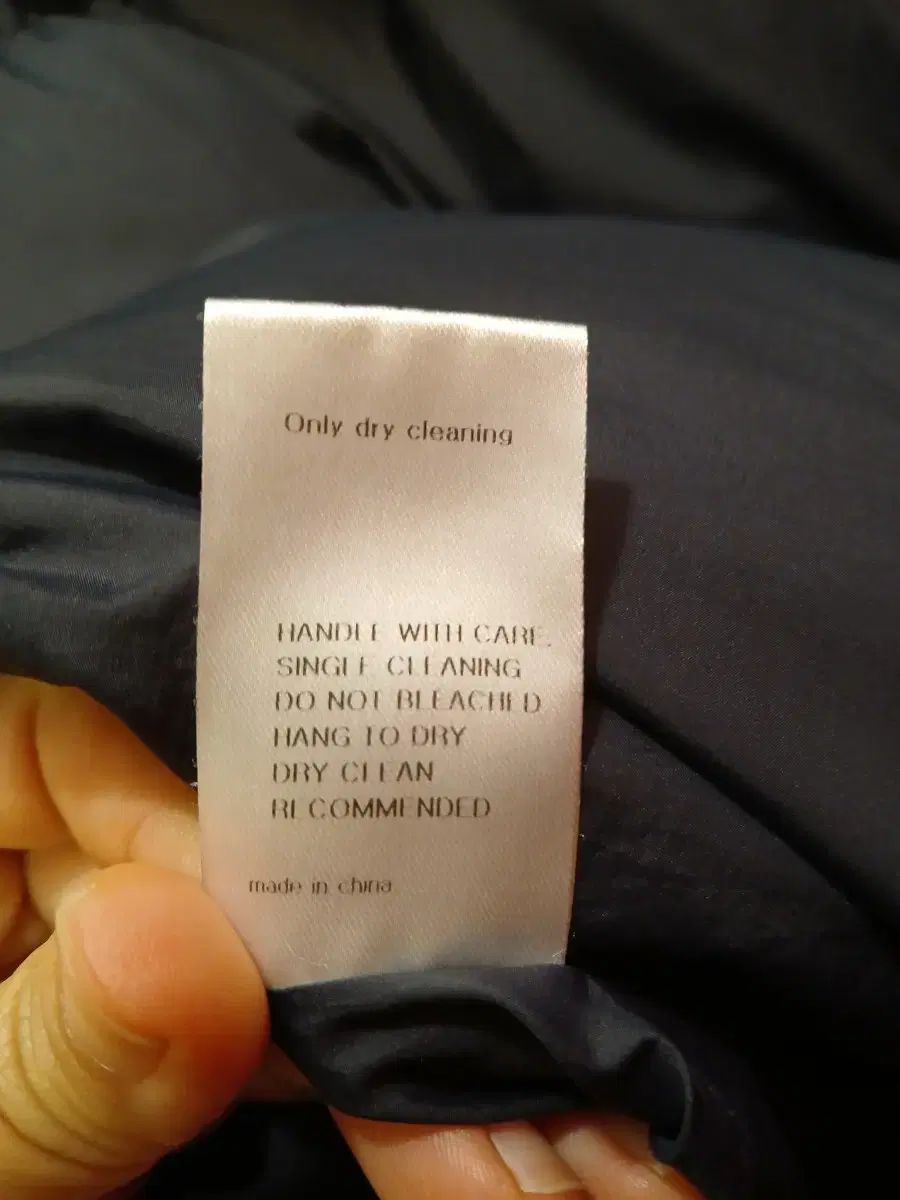 Only dry cleaning
HANDLE WITH CARE.
SINGLE CLEANING
DO NOT BLEACHED
HANG TO DRY
DRY CLEAN
RECOMMENDED
made in china